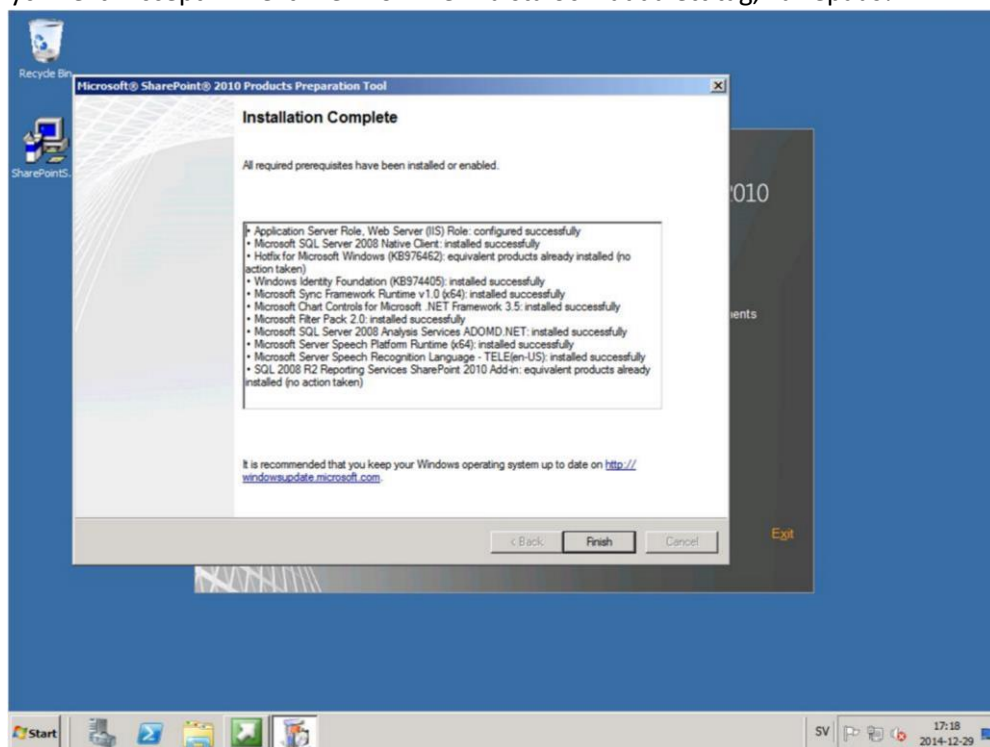 Recycle Bin
Microsoft® SharePoint® 2010 Products Preparation Tool
Installation Complete
All required prerequisites have been installed or enabled.
SharePointS.
2010
• Application Server Role, Web Server (IIS) Role: configured successfully
• Microsoft SQL Server 2008 Native Client: installed successfully
• Hotfix for Microsoft Windows (KB976462): equivalent products already installed (no
action taken)
• Windows Identity Foundation (KB974405): installed successfully
• Microsoft Sync Framework Runtime v1.0 (x64): installed successfully
• Microsoft Chart Controls for Microsoft .NET Framework 3.5: installed successfully
• Microsoft Filter Pack 2.0: installed successfully
• Microsoft SQL Server 2008 Analysis Services ADOMD.NET: installed successfully
• Microsoft Server Speech Platform Runtime (x64): installed successfully
• Microsoft Server Speech Recognition Language - TELE(en-US): installed successfully
• SQL 2008 R2 Reporting Services SharePoint 2010 Add-in: equivalent products already
installed (no action taken)
ients
It is recommended that you keep your Windows operating system up to date on http://
windowsupdate.microsoft.com.
< Back
Finish
Cancel
Exit
Start
SV
17:18
2014-12-29